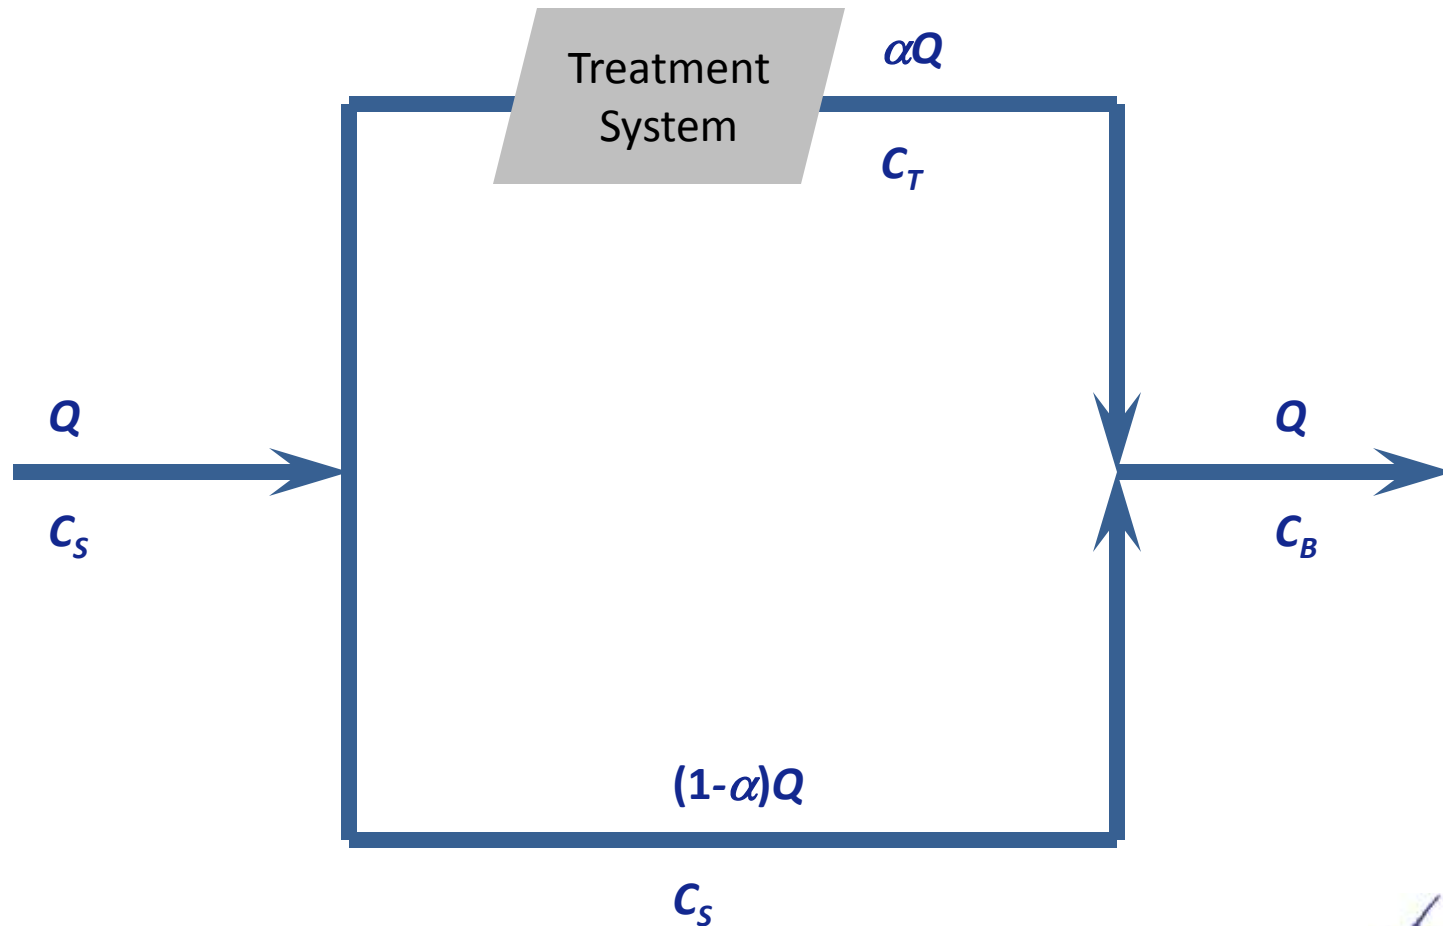 Treatment
System
αQ
C_T
Q
C_S
Q
C_B
(1-α)Q
C_S